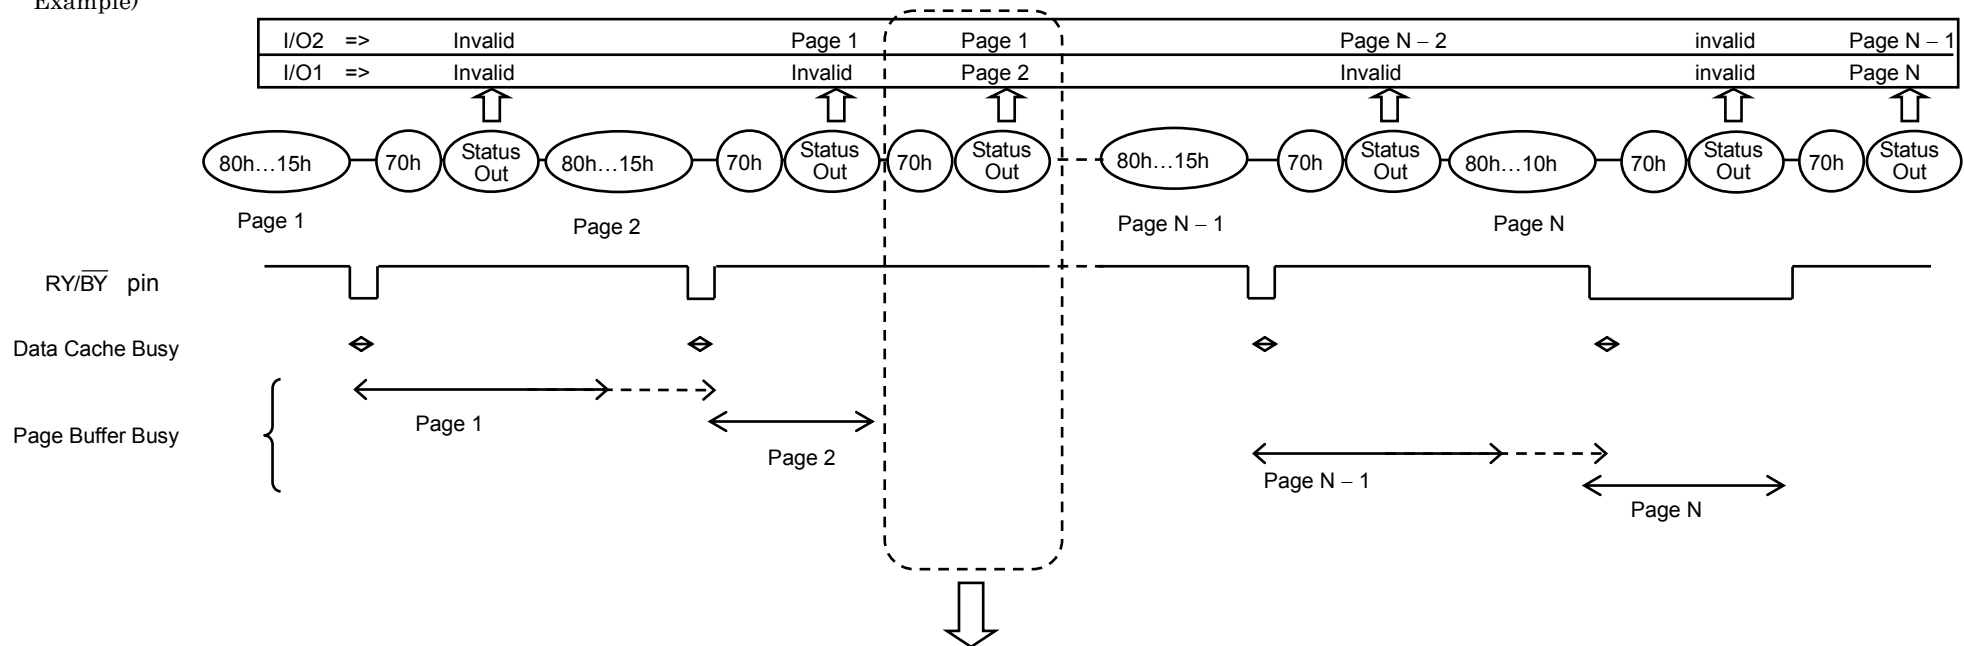 Example)
I/O2 => Invalid Page 1 Page 1 Page N – 2 invalid Page N – 1
I/O1 => Invalid Invalid Page 2 Invalid invalid Page N
80h…15h 70h Status Out 80h…15h 70h Status Out 70h Status Out 80h…15h 70h Status Out 80h…10h 70h Status Out 70h Status Out
Page 1 Page 2 Page N – 1 Page N
RY/BY pin
Data Cache Busy
Page 1
Page Buffer Busy
Page 2
Page N – 1
Page N